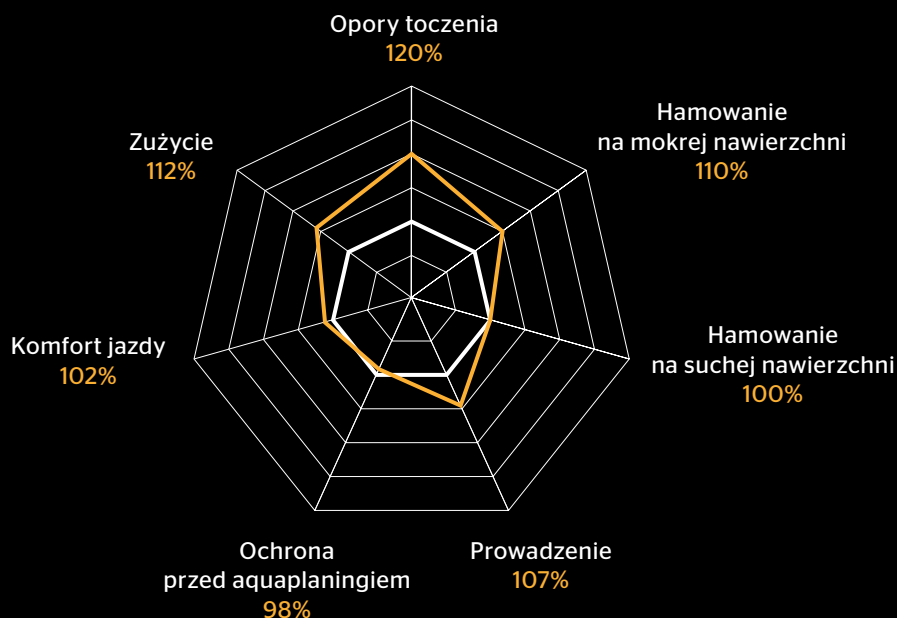 Opory toczenia
120%
Hamowanie
na mokrej nawierzchni
110%
Zużycie
112%
Hamowanie
na suchej nawierzchni
100%
Komfort jazdy
102%
Ochrona
przed aquaplaningiem
98%
Prowadzenie
107%